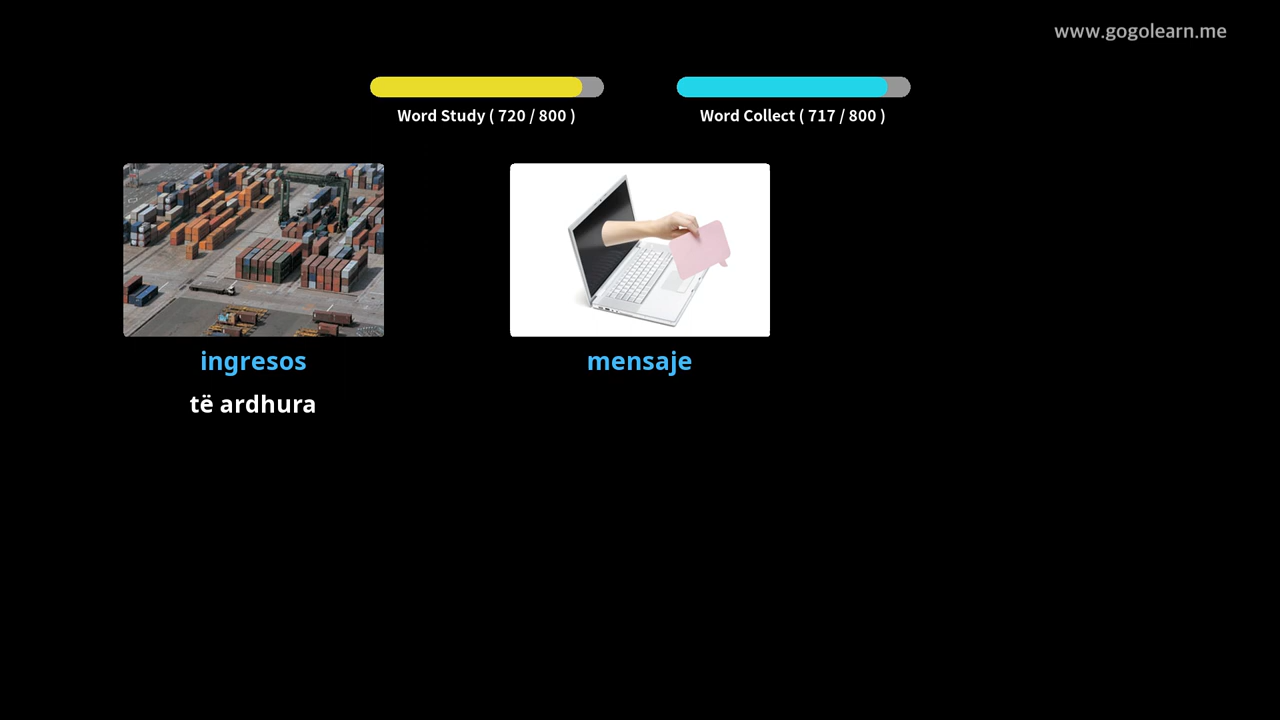 www.gogolearn.me
Word Study ( 720 / 800 )
Word Collect ( 717 / 800 )
ingresos
mensaje
të ardhura